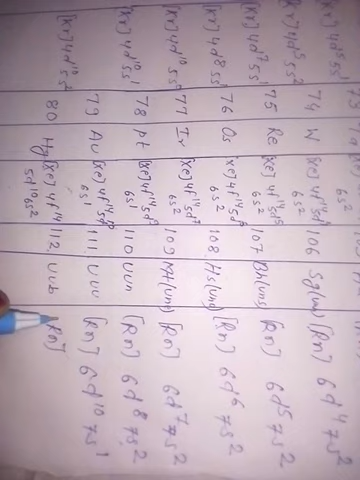 [Kr] 4d⁵ 5s¹ 73 6s²
[Kr] 4d⁵ 5s² 74 W [Xe] 4f¹⁴ 5d⁴ 6s² 106 Sg [Rn] 6d⁴ 7s²
[Kr] 4d⁷ 5s¹ 75 Re [Xe] 4f¹⁴ 5d⁵ 6s² 107 Bh(Uns) [Rn] 6d⁵ 7s²
[Kr] 4d⁸ 5s¹ 76 Os [Xe] 4f¹⁴ 5d⁶ 6s² 108 Hs [Rn] 6d⁶ 7s²
[Kr] 4d¹⁰ 5s⁰ 77 Ir [Xe] 4f¹⁴ 5d⁷ 6s² 109 [Rn] 6d⁷ 7s²
[Kr] 4d¹⁰ 5s¹ 78 pt [Xe] 4f¹⁴ 5d⁹ 6s¹ 110 Uun [Rn] 6d⁸ 7s²
[Kr] 4d¹⁰ 5s² 79 Au [Xe] 4f¹⁴ 5d¹⁰ 6s¹ 111 Uuu [Rn] 6d¹⁰ 7s¹
80 Hg [Xe] 4f¹⁴ 5d¹⁰ 6s² 112 Uub [Rn]